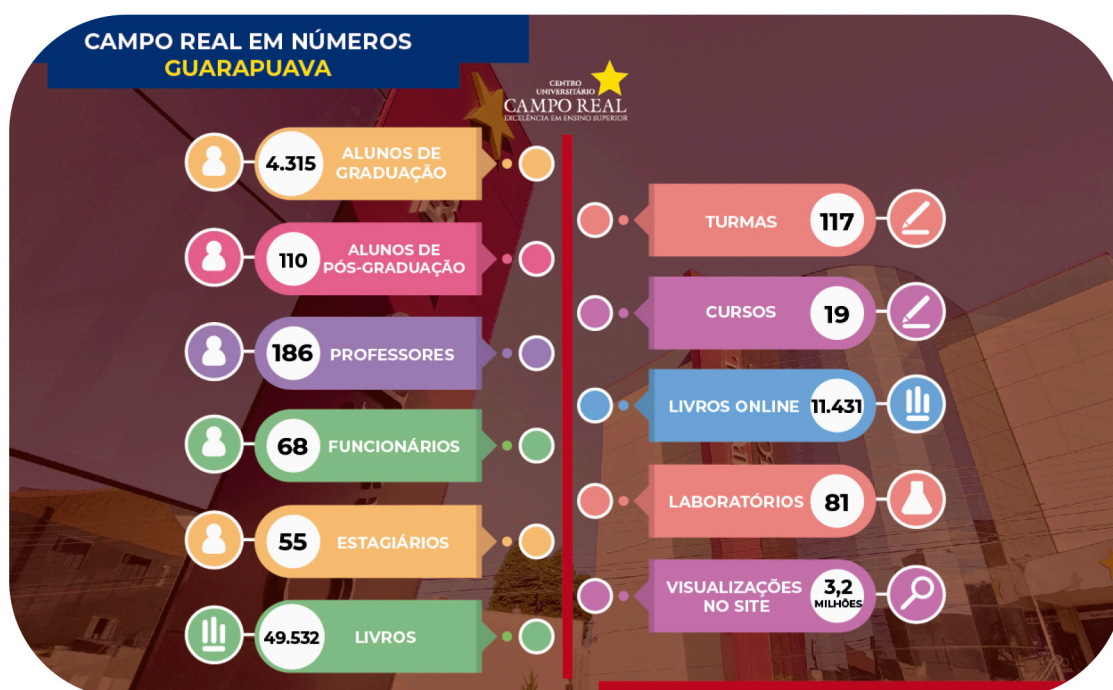 CAMPO REAL EM NÚMEROS
GUARAPUAVA
CENTRO
UNIVERSITÁRIO
CAMPO REAL
EXCELÊNCIA EM ENSINO SUPERIOR
4.315
ALUNOS DE
GRADUAÇÃO
110
ALUNOS DE
PÓS-GRADUAÇÃO
186 PROFESSORES
68 FUNCIONÁRIOS
55 ESTAGIÁRIOS
49.532 LIVROS
TURMAS 117
CURSOS 19
LIVROS ONLINE 11.431
LABORATÓRIOS 81
VISUALIZAÇÕES
NO SITE
3,2
MILHÕES